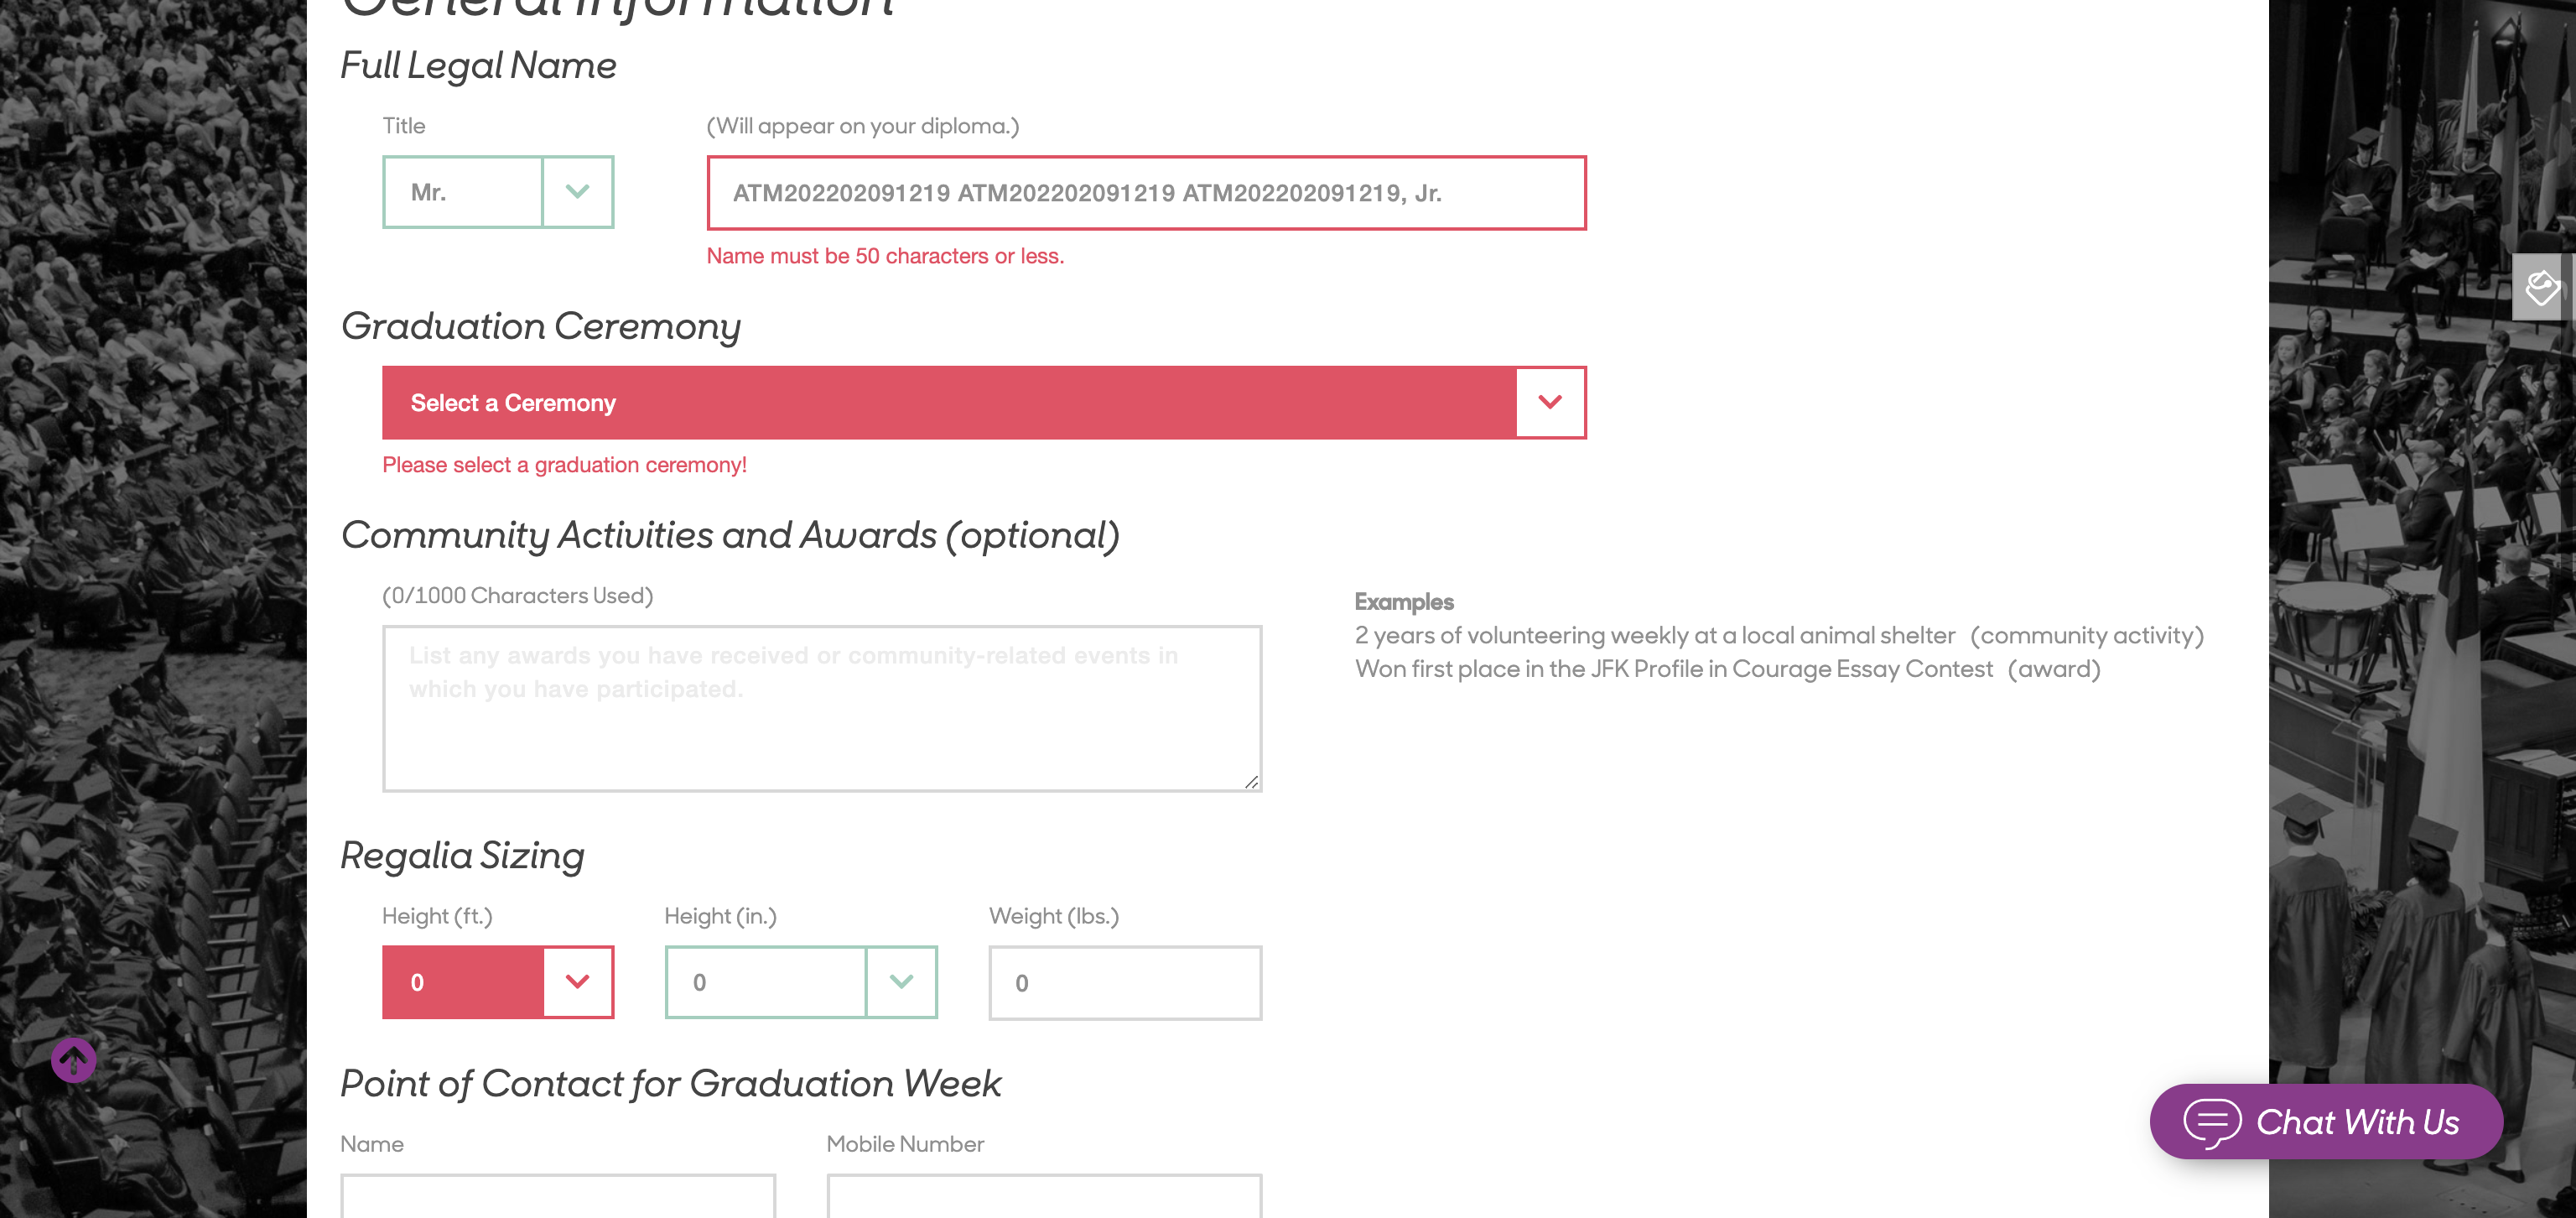 General Information
Full Legal Name
Title
(Will appear on your diploma.)
Mr.
ATM202202091219 ATM202202091219 ATM202202091219, Jr.
Name must be 50 characters or less.
Graduation Ceremony
Select a Ceremony
Please select a graduation ceremony!
Community Activities and Awards (optional)
(0/1000 Characters Used)
List any awards you have received or community-related events in
which you have participated.
Examples
2 years of volunteering weekly at a local animal shelter (community activity)
Won first place in the JFK Profile in Courage Essay Contest (award)
Regalia Sizing
Height (ft.)
Height (in.)
Weight (lbs.)
0
0
0
Point of Contact for Graduation Week
Name
Mobile Number
Chat With Us